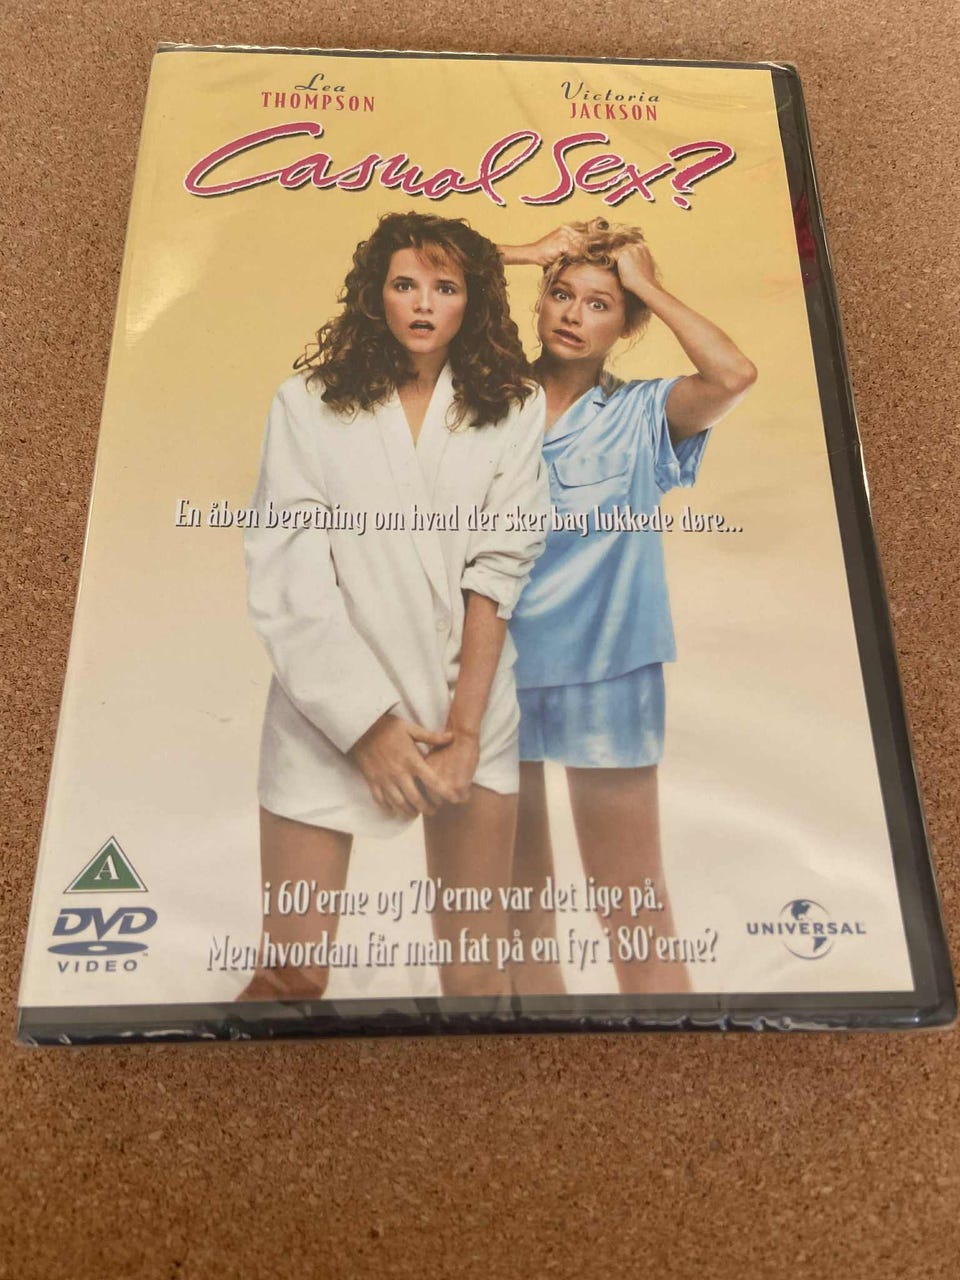 Lea
THOMPSON
Victoria
JACKSON
Casual Sex?
En åben beretning om hvad der sker bag lukkede døre...
A
DVD
VIDEO™
i 60'erne og 70'erne var det lige på.
Men hvordan får man fat på en fyr i 80'erne?
UNIVERSAL